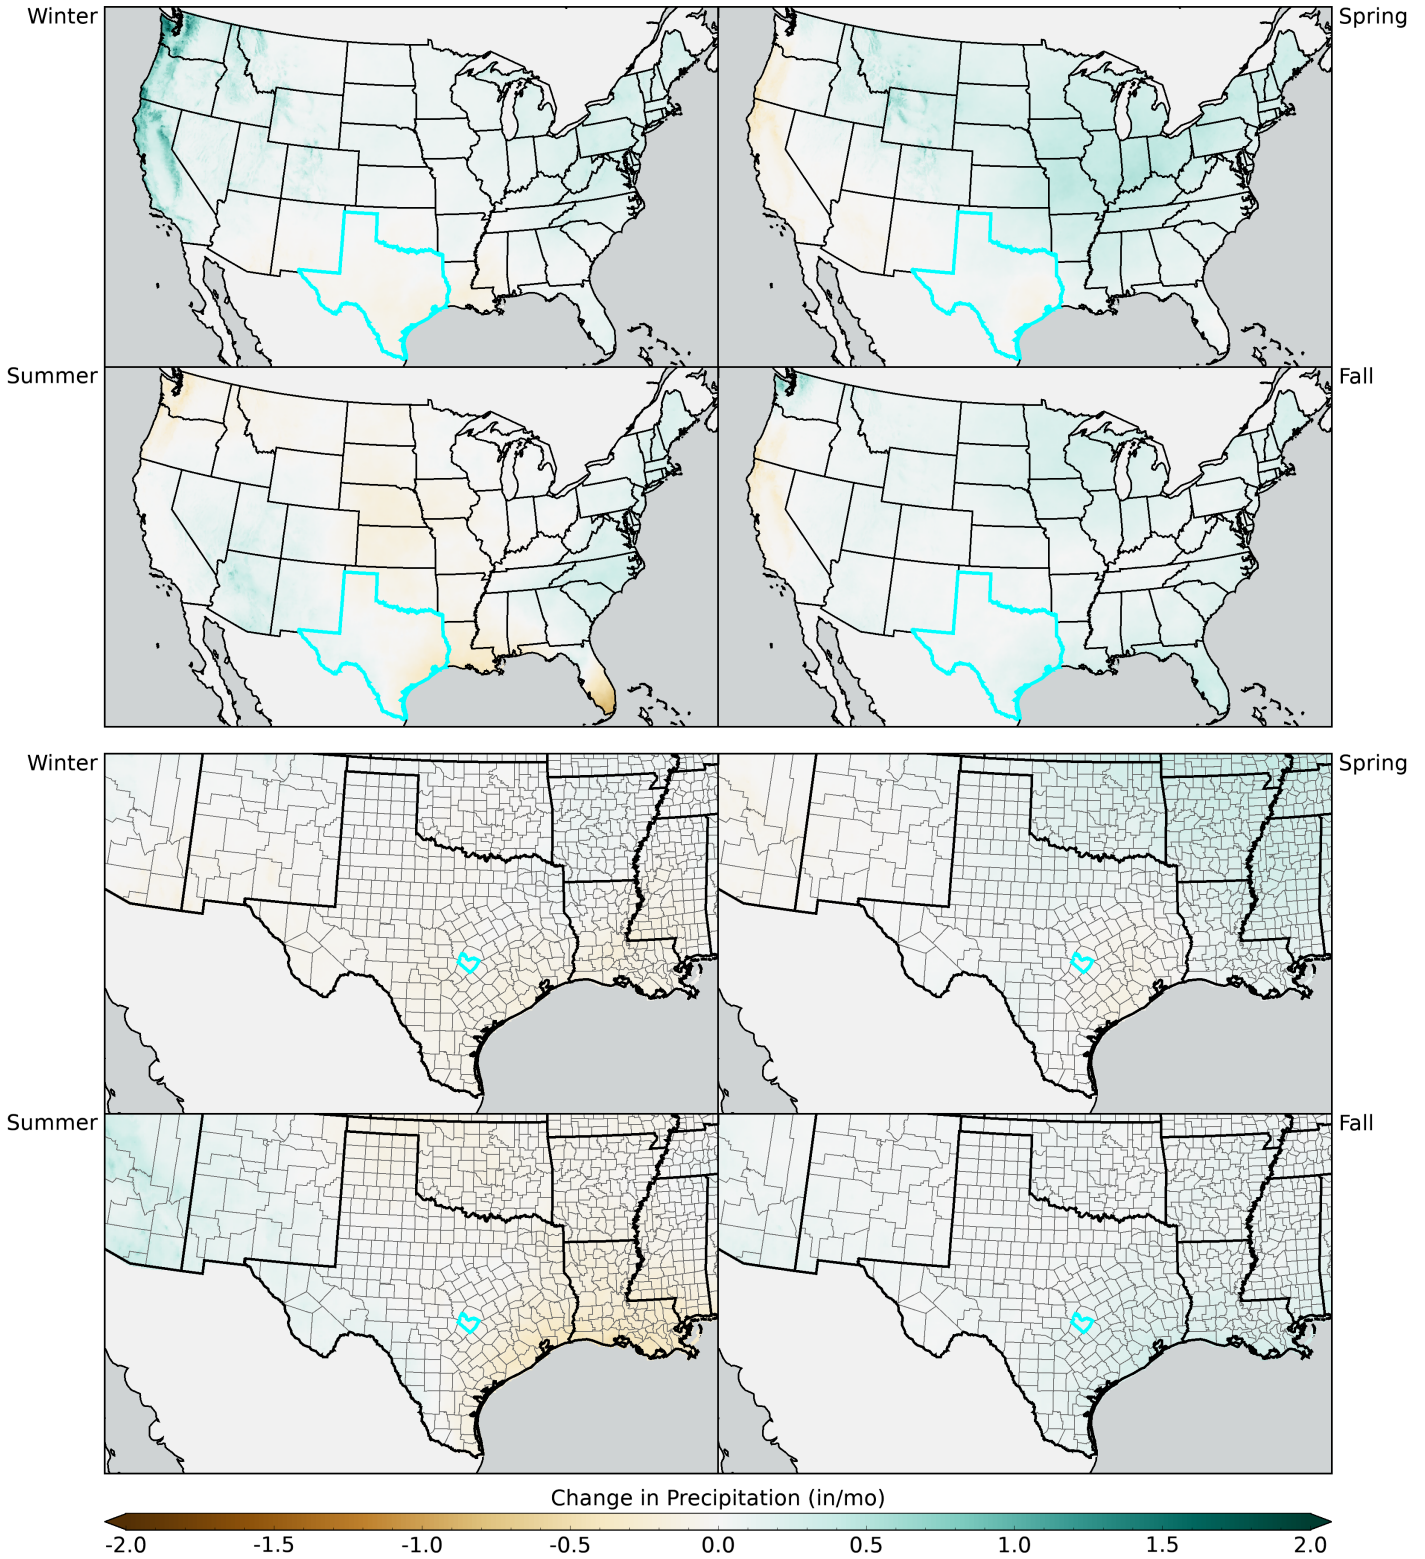 Winter
Spring
Summer
Fall
Winter
Spring
Summer
Fall
Change in Precipitation (in/mo)
-2.0 -1.5 -1.0 -0.5 0.0 0.5 1.0 1.5 2.0